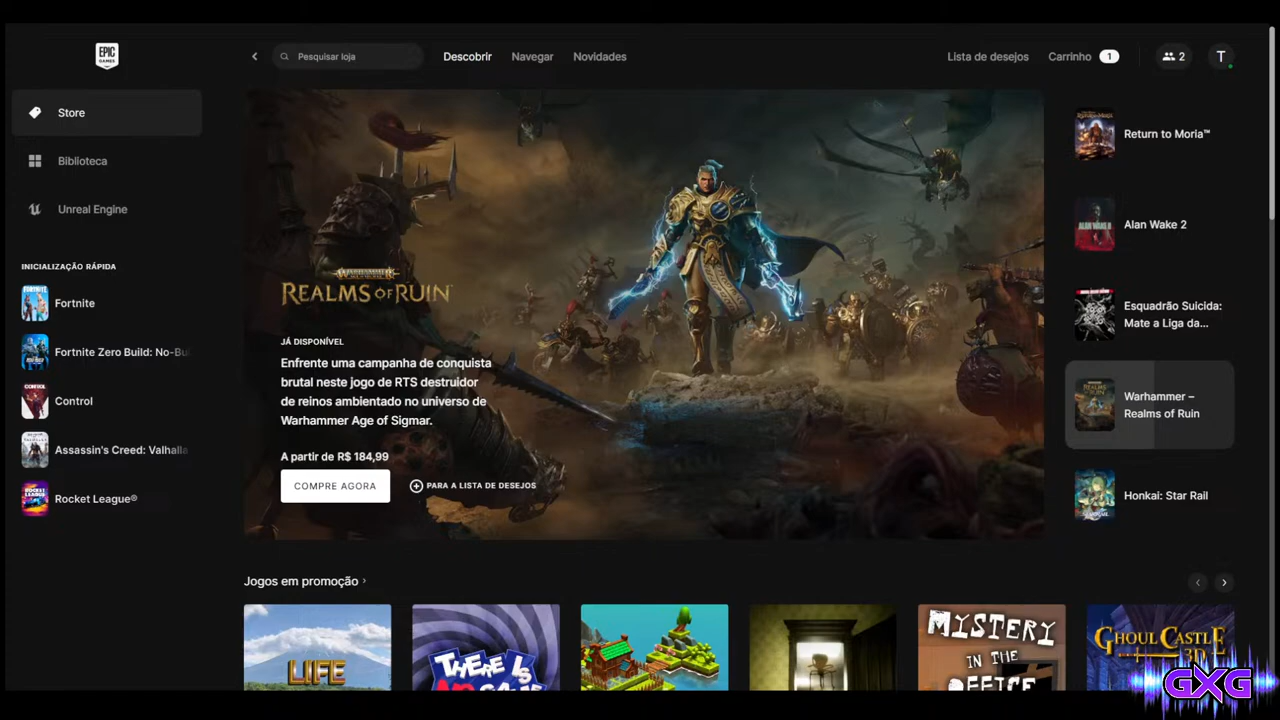 EPIC
GAMES
Pesquisar loja
Descobrir
Navegar
Novidades
Lista de desejos
Carrinho
1
2
T
Store
Biblioteca
Unreal Engine
INICIALIZAÇÃO RÁPIDA
Fortnite
Fortnite Zero Build: No-Bu
Control
Assassin's Creed: Valhalla
Rocket League®
WARHAMMER
REALMS OF RUIN
JÁ DISPONÍVEL
Enfrente uma campanha de conquista
brutal neste jogo de RTS destruidor
de reinos ambientado no universo de
Warhammer Age of Sigmar.
A partir de R$ 184,99
COMPRE AGORA
PARA A LISTA DE DESEJOS
Return to Moria™
Alan Wake 2
Esquadrão Suicida:
Mate a Liga da...
Warhammer –
Realms of Ruin
Honkai: Star Rail
Jogos em promoção
LIFE
THERE IS
MYSTERY
IN THE
OFFICE
GHOUL CASTLE
3D
GXG